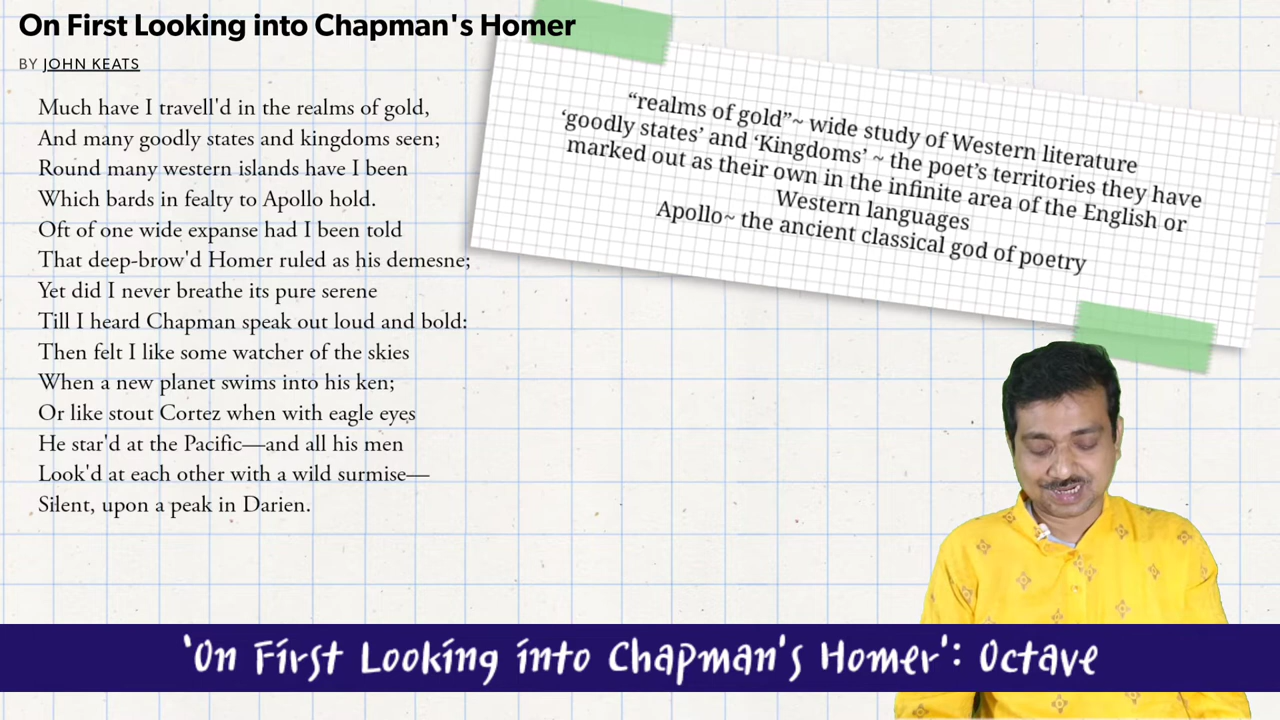 On First Looking into Chapman's Homer
BY JOHN KEATS
Much have I travell'd in the realms of gold,
And many goodly states and kingdoms seen;
Round many western islands have I been
Which bards in fealty to Apollo hold.
Oft of one wide expanse had I been told
That deep-brow'd Homer ruled as his demesne;
Yet did I never breathe its pure serene
Till I heard Chapman speak out loud and bold:
Then felt I like some watcher of the skies
When a new planet swims into his ken;
Or like stout Cortez when with eagle eyes
He star'd at the Pacific—and all his men
Look'd at each other with a wild surmise—
Silent, upon a peak in Darien.
“realms of gold”~ wide study of Western literature
‘goodly states’ and ‘Kingdoms’ ~ the poet’s territories they have
marked out as their own in the infinite area of the English or
Western languages
Apollo~ the ancient classical god of poetry
'On First Looking into Chapman's Homer': Octave